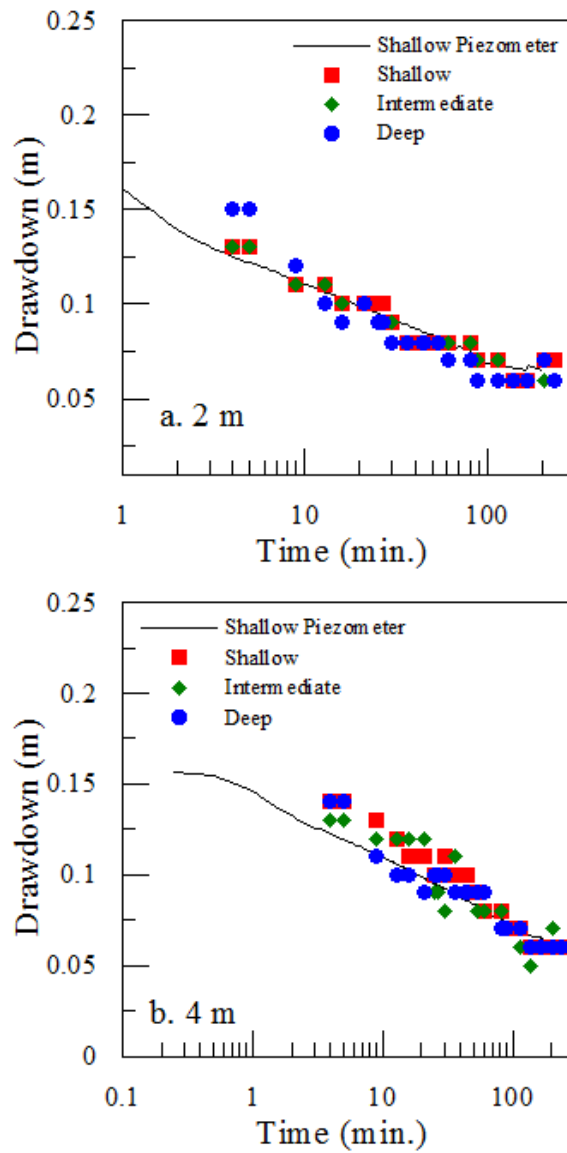 0.25
0.2
0.15
0.1
0.05
Drawdown (m)
Shallow Piezometer
Shallow
Intermediate
Deep
a. 2 m
1
10
100
Time (min.)
0.25
0.2
0.15
0.1
0.05
0
Drawdown (m)
Shallow Piezometer
Shallow
Intermediate
Deep
b. 4 m
0.1
1
10
100
Time (min.)